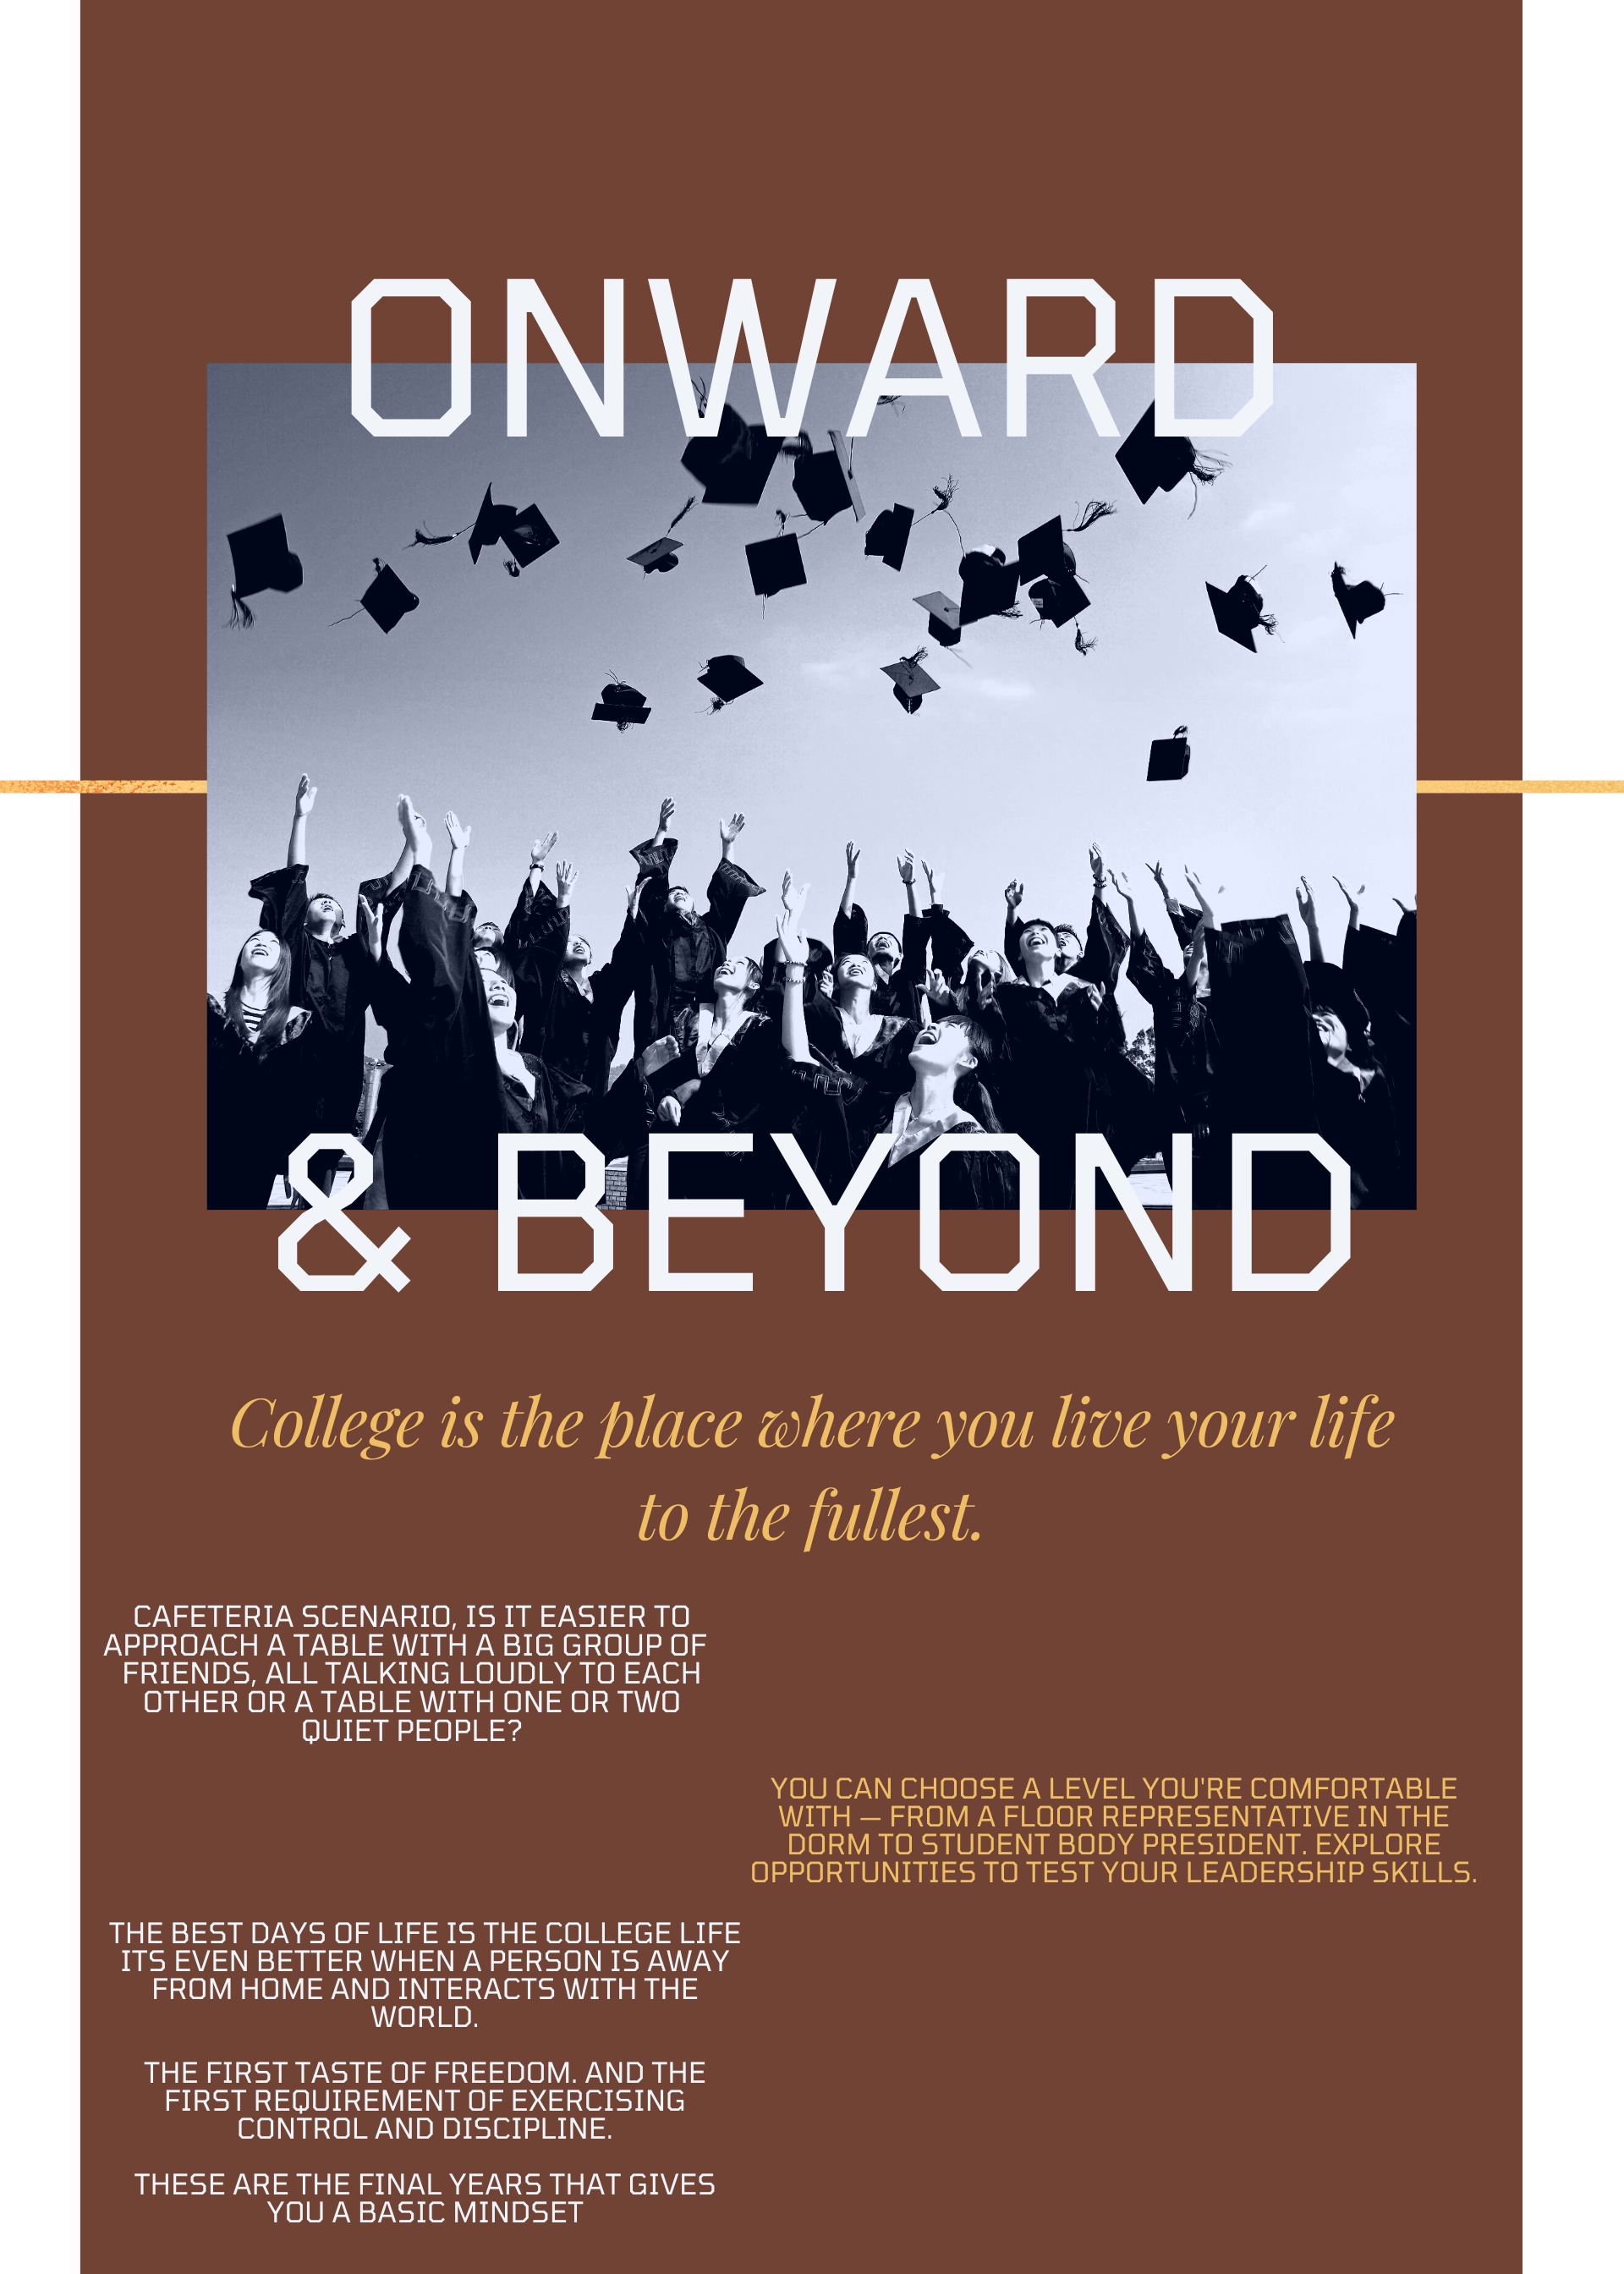 ONWARD
& BEYOND
College is the place where you live your life
to the fullest.
CAFETERIA SCENARIO, IS IT EASIER TO
APPROACH A TABLE WITH A BIG GROUP OF
FRIENDS, ALL TALKING LOUDLY TO EACH
OTHER OR A TABLE WITH ONE OR TWO
QUIET PEOPLE?
YOU CAN CHOOSE A LEVEL YOU'RE COMFORTABLE
WITH — FROM A FLOOR REPRESENTATIVE IN THE
DORM TO STUDENT BODY PRESIDENT. EXPLORE
OPPORTUNITIES TO TEST YOUR LEADERSHIP SKILLS.
THE BEST DAYS OF LIFE IS THE COLLEGE LIFE
ITS EVEN BETTER WHEN A PERSON IS AWAY
FROM HOME AND INTERACTS WITH THE
WORLD.
THE FIRST TASTE OF FREEDOM. AND THE
FIRST REQUIREMENT OF EXERCISING
CONTROL AND DISCIPLINE.
THESE ARE THE FINAL YEARS THAT GIVES
YOU A BASIC MINDSET